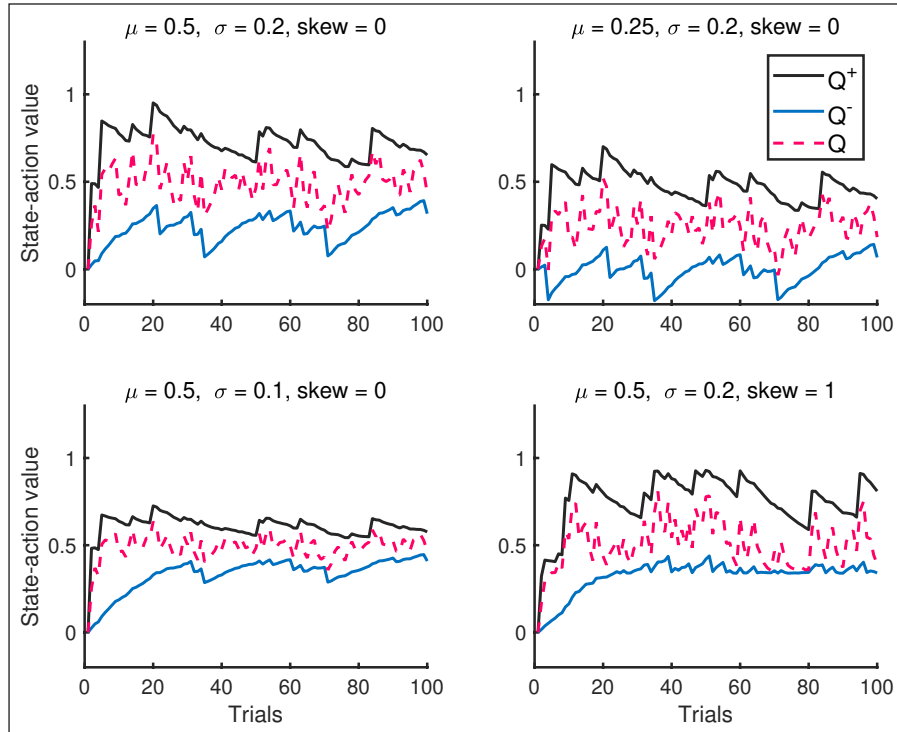 μ = 0.5, σ = 0.2, skew = 0
State-action value
1
0.5
0
0 20 40 60 80 100
μ = 0.25, σ = 0.2, skew = 0
Q+
Q-
Q
1
0.5
0
0 20 40 60 80 100
μ = 0.5, σ = 0.1, skew = 0
State-action value
1
0.5
0
0 20 40 60 80 100
Trials
μ = 0.5, σ = 0.2, skew = 1
1
0.5
0
0 20 40 60 80 100
Trials